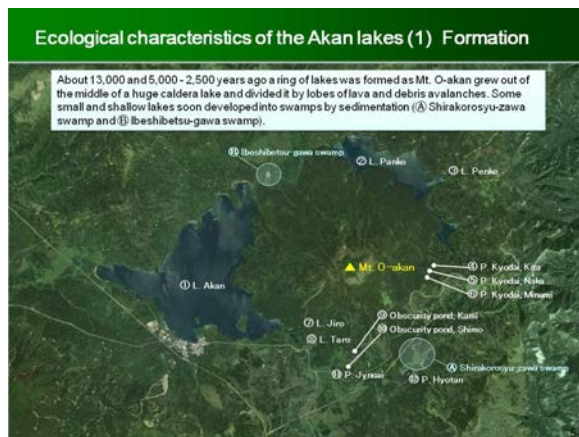 Ecological characteristics of the Akan lakes (1) Formation
About 13,000 and 5,000 - 2,500 years ago a ring of lakes was formed as Mt. O-akan grew out of
the middle of a huge caldera lake and divided it by lobes of lava and debris avalanches. Some
small and shallow lakes soon developed into swamps by sedimentation (Ⓐ Shirakorosyu-zawa
swamp and Ⓑ Ibeshibetsu-gawa swamp).
Ⓑ Ibeshibetsu-gawa swamp
② L. Panke
③ L. Penke
▲ Mt. O-akan
④ P. Kyodai, Kita
⑤ P. Kyodai, Naka
⑥ P. Kyodai, Minami
① L. Akan
⑦ L. Jiro
⑧ L. Taro
⑨ Obscurity pond, Kami
⑩ Obscurity pond, Shimo
Ⓐ Shirakorosyu-zawa swamp
⑪ P. Jyunsai
⑫ P. Hyotan